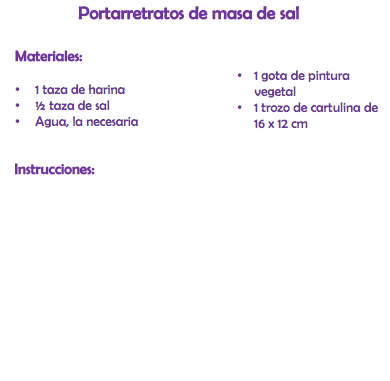 Portarretratos de masa de sal
Materiales:
• 1 taza de harina
• ½ taza de sal
• Agua, la necesaria
• 1 gota de pintura
vegetal
• 1 trozo de cartulina de
16 x 12 cm
Instrucciones: